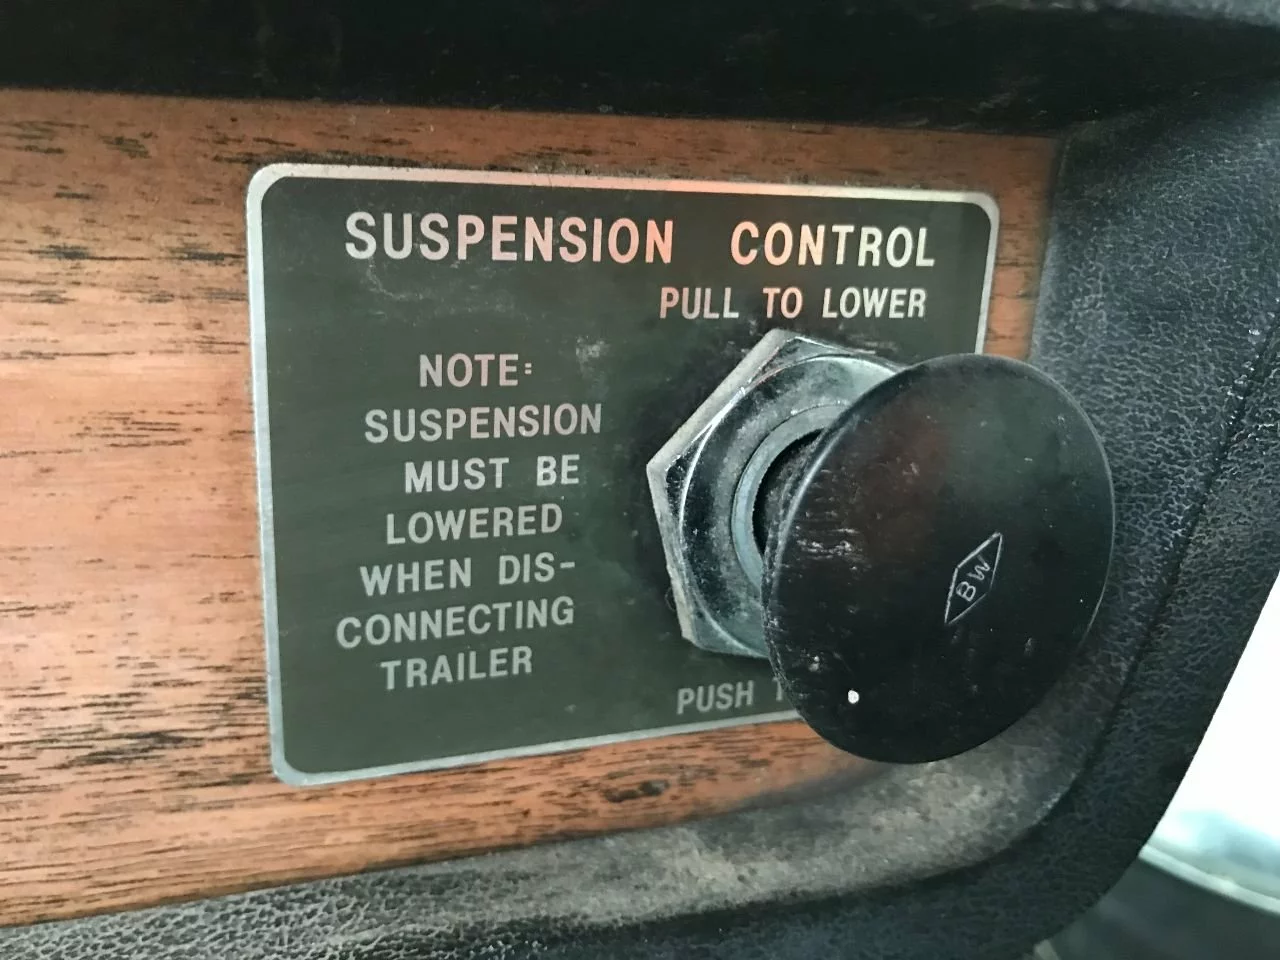 SUSPENSION CONTROL
PULL TO LOWER
NOTE:
SUSPENSION
MUST BE
LOWERED
WHEN DIS-
CONNECTING
TRAILER
PUSH
BW